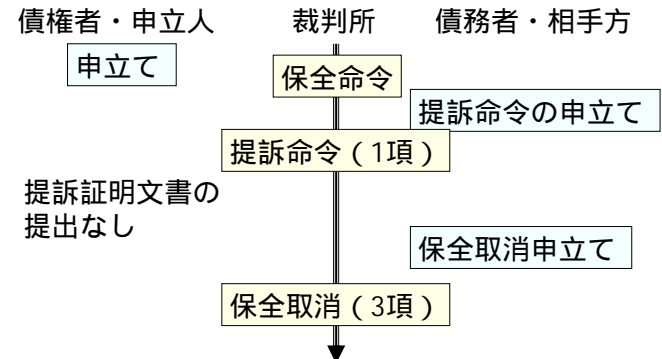 債権者・申立人 裁判所 債務者・相手方
申立て
保全命令
提訴命令の申立て
提訴命令（1項）
提訴証明文書の
提出なし
保全取消申立て
保全取消（3項）